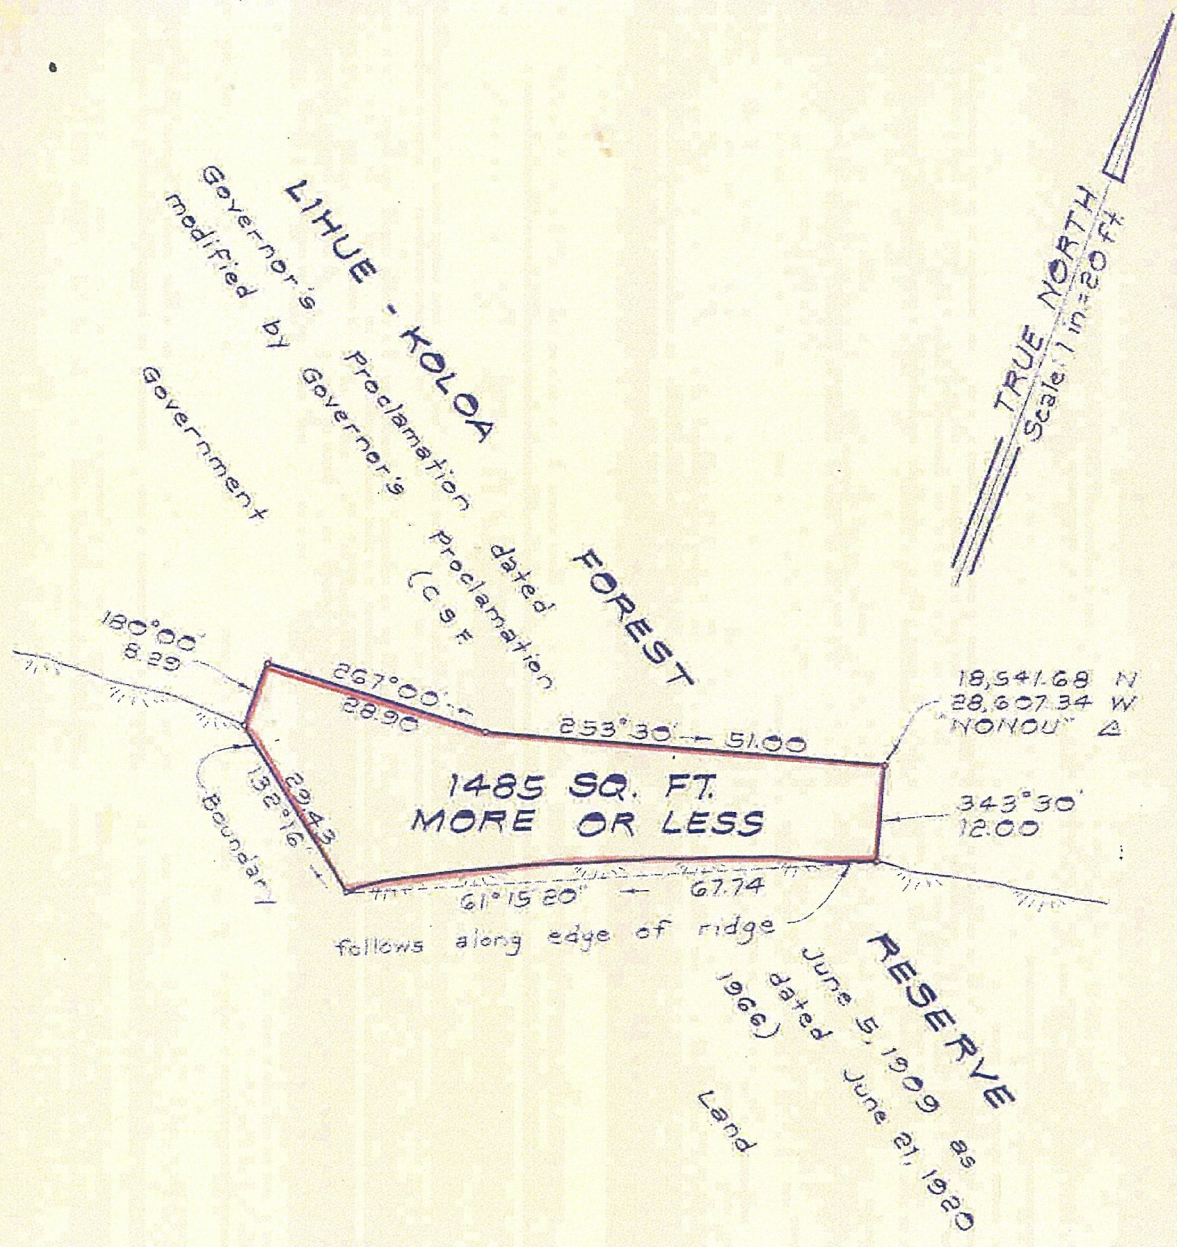 TRUE NORTH
Scale: 1 in.=20ft.
LIHUE - KOLOA FOREST RESERVE
Governor's Proclamation dated June 5, 1909 as
modified by Governor's Proclamation dated June 21, 1920
(C S F. 1966)
Government Land
180°00'
8.29
267°00'
28.90
253°30' 51.00
18,541.68 N
28,607.34 W
"NONOU" △
343°30'
12.00
1485 SQ. FT.
MORE OR LESS
29.43
132°16'
61°15'20" 67.74
Boundary follows along edge of ridge